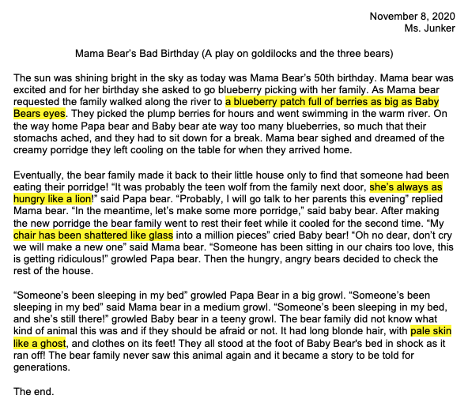 November 8, 2020
Ms. Junker
Mama Bear's Bad Birthday (A play on goldilocks and the three bears)
The sun was shining bright in the sky as today was Mama Bear's 50th birthday. Mama bear was
excited and for her birthday she asked to go blueberry picking with her family. As Mama bear
requested the family walked along the river to a blueberry patch full of berries as big as Baby
Bears eyes. They picked the plump berries for hours and went swimming in the warm river. On
the way home Papa bear and Baby bear ate way too many blueberries, so much that their
stomachs ached, and they had to sit down for a break. Mama bear sighed and dreamed of the
creamy porridge they left cooling on the table for when they arrived home.
Eventually, the bear family made it back to their little house only to find that someone had been
eating their porridge! "It was probably the teen wolf from the family next door, she's always as
hungry like a lion!" said Papa bear. "Probably, I will go talk to her parents this evening" replied
Mama bear. "In the meantime, let's make some more porridge," said baby bear. After making
the new porridge the bear family went to rest their feet while it cooled for the second time. "My
chair has been shattered like glass into a million pieces" cried Baby bear! "Oh no dear, don't cry
we will make a new one" said Mama bear. "Someone has been sitting in our chairs too love, this
is getting ridiculous!" growled Papa bear. Then the hungry, angry bears decided to check the
rest of the house.
"Someone's been sleeping in my bed" growled Papa Bear in a big growl. "Someone's been
sleeping in my bed" said Mama bear in a medium growl. "Someone's been sleeping in my bed,
and she's still there!" growled Baby bear in a teeny growl. The bear family did not know what
kind of animal this was and if they should be afraid or not. It had long blonde hair, with pale skin
like a ghost, and clothes on its feet! They all stood at the foot of Baby Bear's bed in shock as it
ran off! The bear family never saw this animal again and it became a story to be told for
generations.
The end.